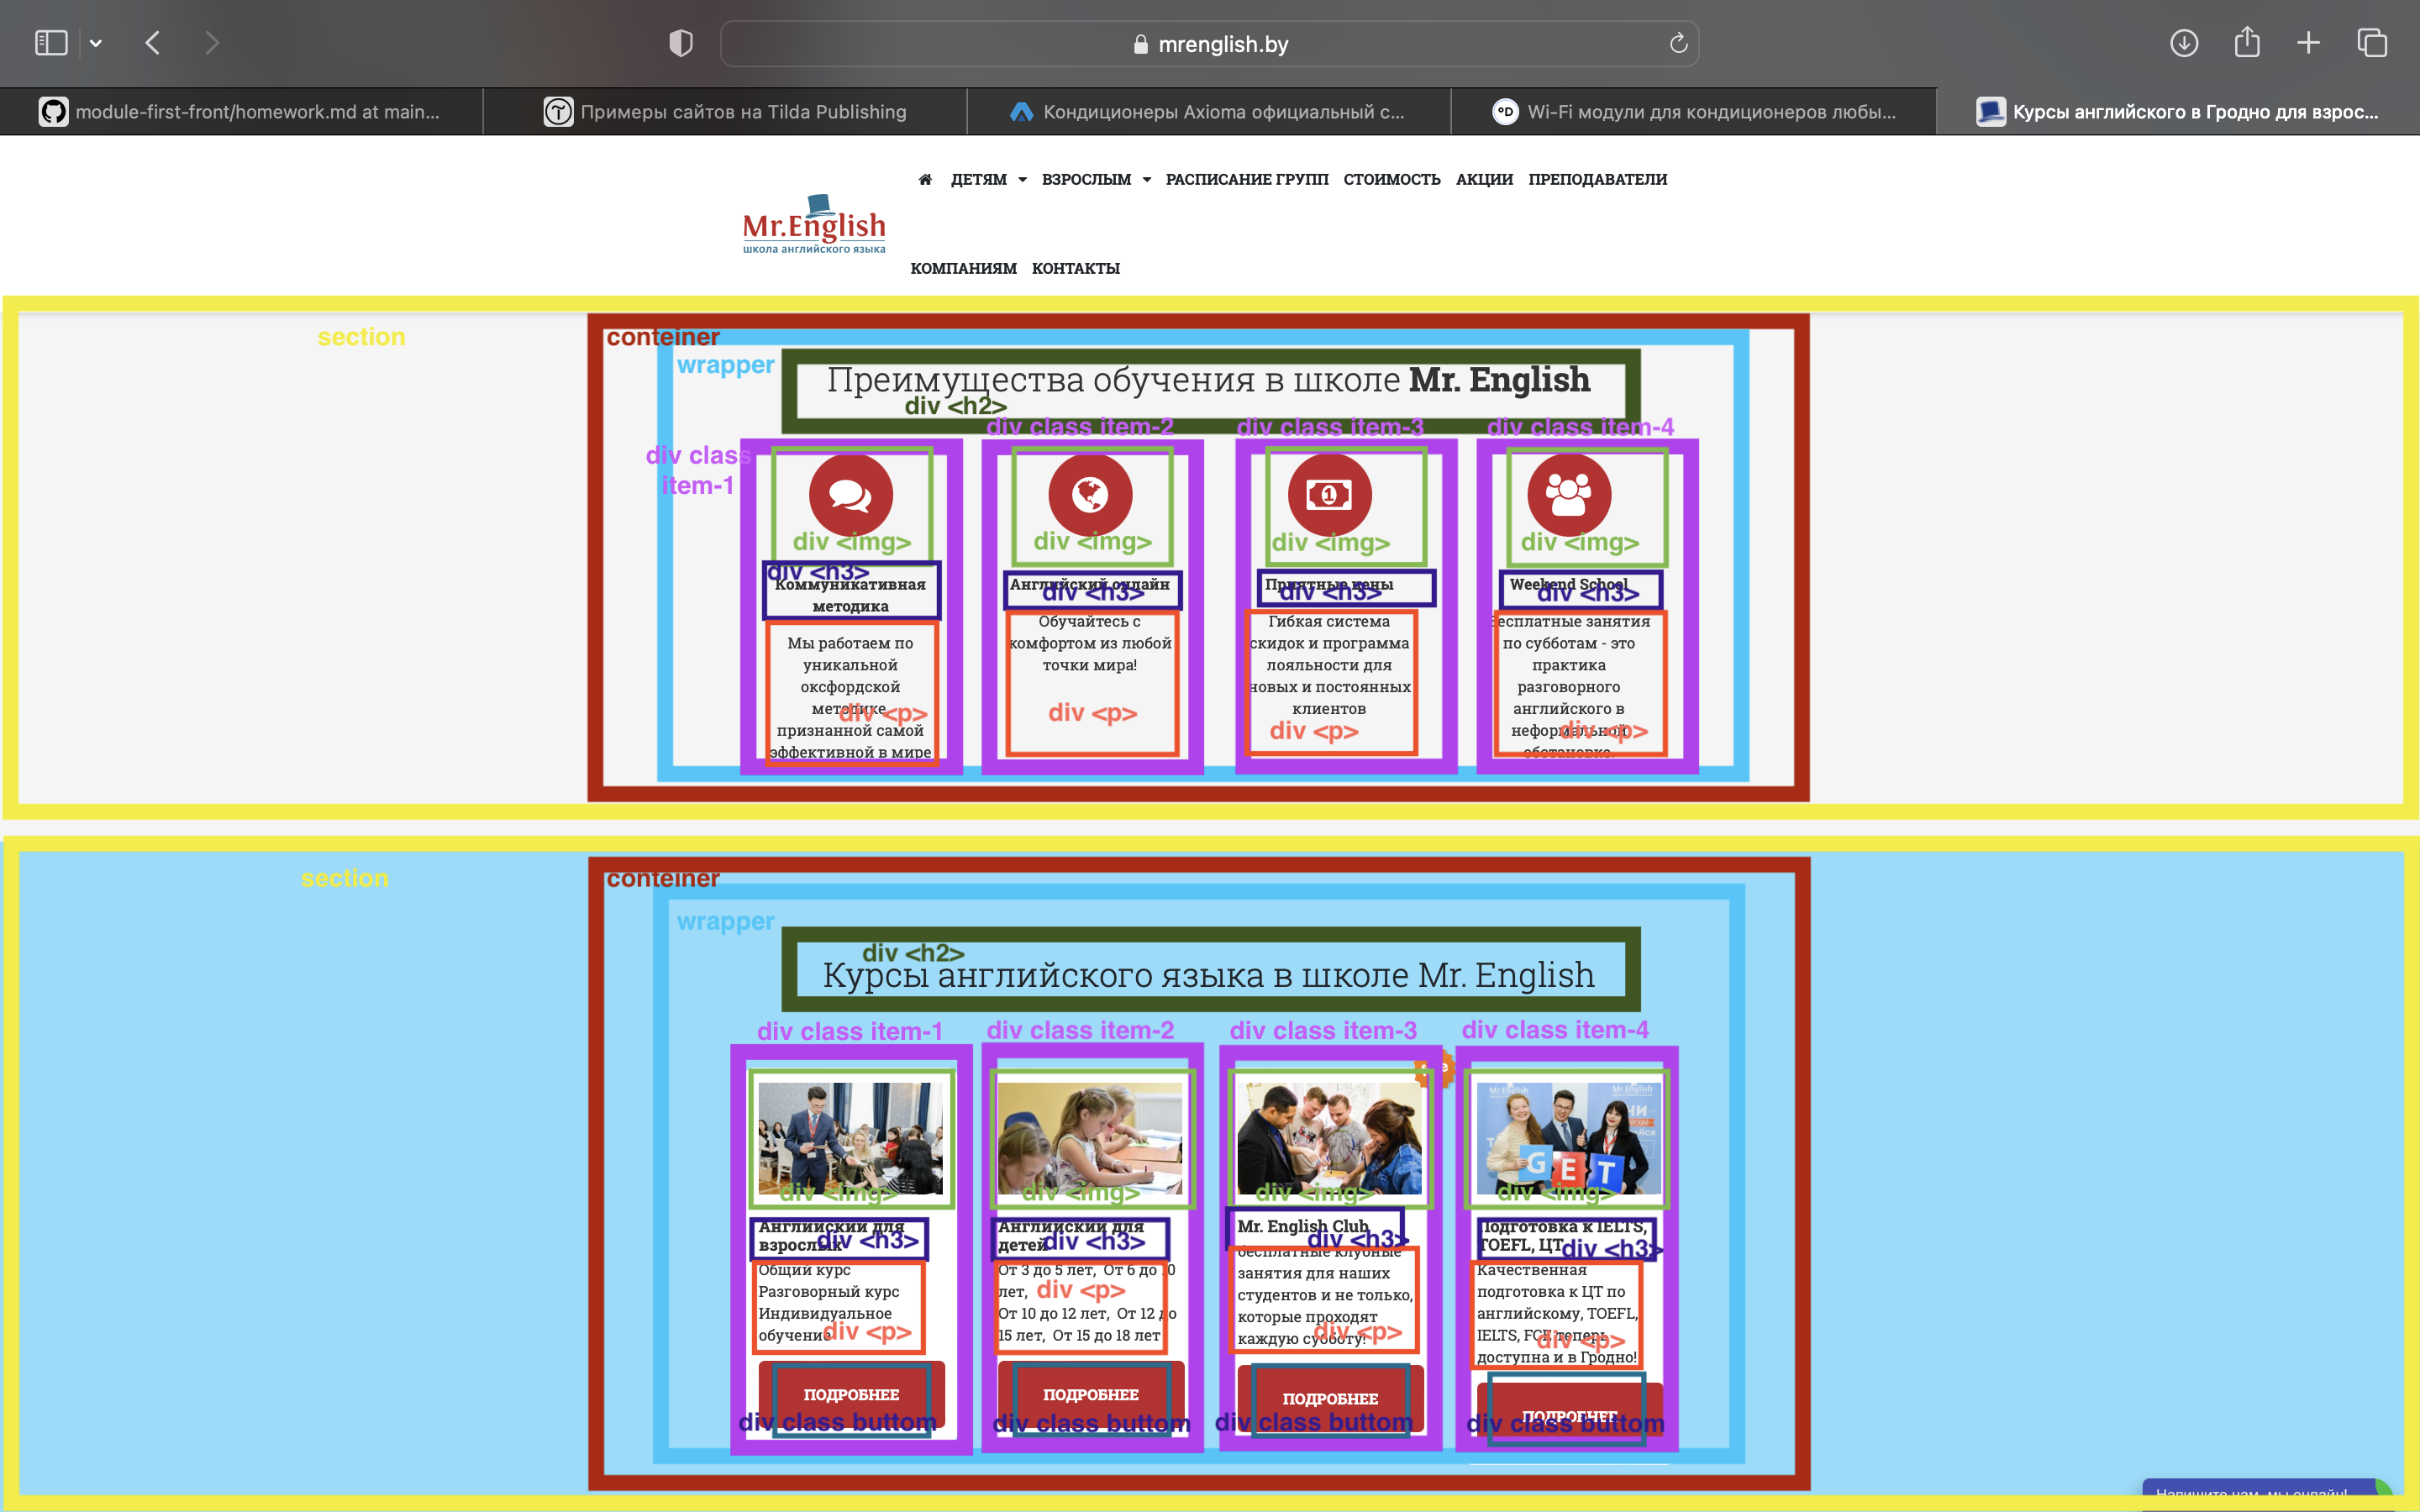 mrenglish.by
module-first-front/homework.md at main...
Примеры сайтов на Tilda Publishing
Кондиционеры Axioma официальный с...
Wi-Fi модули для кондиционеров любы...
Курсы английского в Гродно для взрос...
ДЕТЯМ ВЗРОСЛЫМ РАСПИСАНИЕ ГРУПП СТОИМОСТЬ АКЦИИ ПРЕПОДАВАТЕЛИ
Mr.English
школа английского языка
КОМПАНИЯМ КОНТАКТЫ
section
conteiner
wrapper
Преимущества обучения в школе Mr. English
div <h2>
div class
item-1
div class item-2
div class item-3
div class item-4
div <img>
div <h3>
Коммуникативная
методика
Мы работаем по
уникальной
оксфордской
методике,
div <p>
признанной самой
эффективной в мире
div <img>
Английский онлайн
div <h3>
Обучайтесь с
комфортом из любой
точки мира!
div <p>
1
div <img>
Приятные цены
div <h3>
Гибкая система
скидок и программа
лояльности для
новых и постоянных
клиентов
div <p>
div <img>
Weekend School
div <h3>
Бесплатные занятия
по субботам - это
практика
разговорного
английского в
неформальной
div <p>
обстановке.
section
conteiner
wrapper
div <h2>
Курсы английского языка в школе Mr. English
div class item-1
div class item-2
div class item-3
div class item-4
div <img>
Английский для
взрослых
div <h3>
Общий курс
Разговорный курс
Индивидуальное
обучение
div <p>
ПОДРОБНЕЕ
div class buttom
div <img>
Английский для
детей
div <h3>
От 3 до 5 лет, От 6 до 10
лет,
div <p>
От 10 до 12 лет, От 12 до
15 лет, От 15 до 18 лет
ПОДРОБНЕЕ
div class buttom
div <img>
Mr. English Club
div <h3>
бесплатные клубные
занятия для наших
студентов и не только,
которые проходят
каждую субботу!
div <p>
ПОДРОБНЕЕ
div class buttom
Mr.English
Mr.English
GET
div <img>
Подготовка к IELTS,
TOEFL, ЦТ
div <h3>
Качественная
подготовка к ЦТ по
английскому, TOEFL,
IELTS, FCE теперь
div <p>
доступна и в Гродно!
ПОДРОБНЕЕ
div class buttom
Напишите нам, мы онлайн!